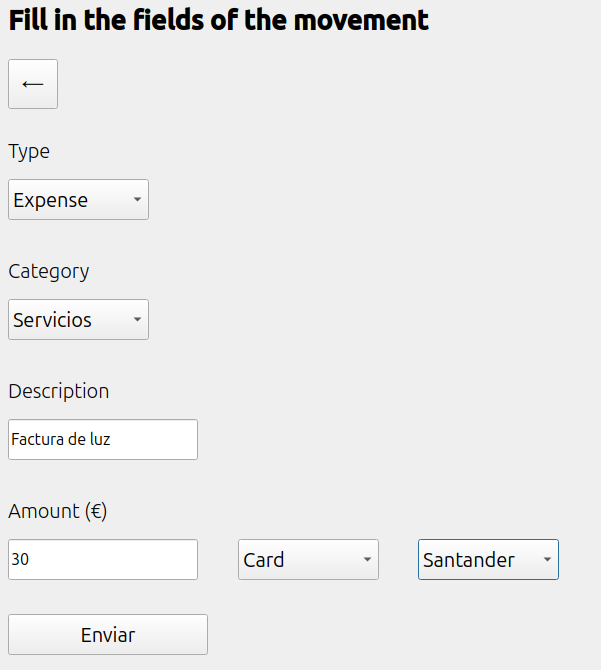 Fill in the fields of the movement
←
Type
Expense
Category
Servicios
Description
Factura de luz
Amount (€)
30 Card Santander
Enviar